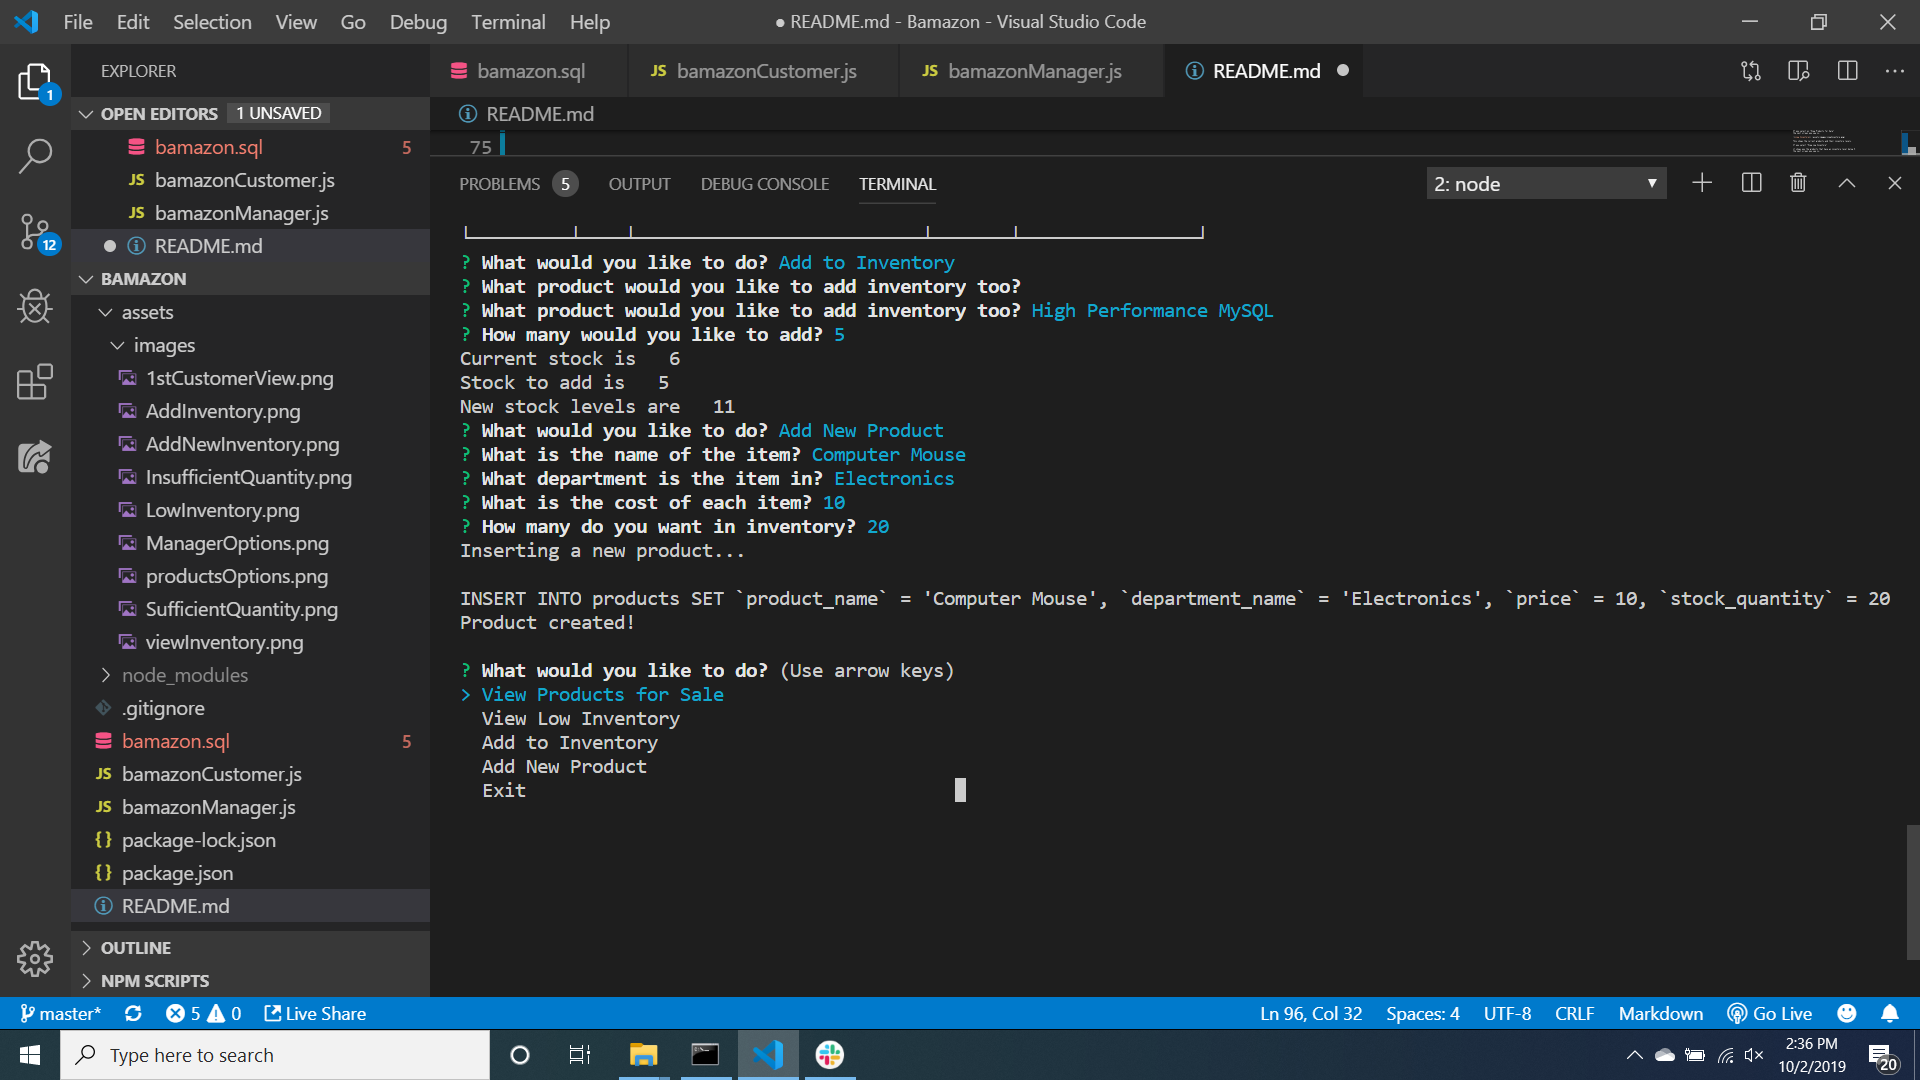 File Edit Selection View Go Debug Terminal Help
● README.md - Bamazon - Visual Studio Code
EXPLORER
OPEN EDITORS 1 UNSAVED
bamazon.sql 5
JS bamazonCustomer.js
JS bamazonManager.js
README.md
BAMAZON
assets
images
1stCustomerView.png
AddInventory.png
AddNewInventory.png
InsufficientQuantity.png
LowInventory.png
ManagerOptions.png
productsOptions.png
SufficientQuantity.png
viewInventory.png
node_modules
.gitignore
bamazon.sql 5
JS bamazonCustomer.js
JS bamazonManager.js
{} package-lock.json
{} package.json
README.md
OUTLINE
NPM SCRIPTS
1
12
bamazon.sql JS bamazonCustomer.js JS bamazonManager.js README.md
README.md
75
PROBLEMS 5 OUTPUT DEBUG CONSOLE TERMINAL 2: node
? What would you like to do? Add to Inventory
? What product would you like to add inventory too?
? What product would you like to add inventory too? High Performance MySQL
? How many would you like to add? 5
Current stock is 6
Stock to add is 5
New stock levels are 11
? What would you like to do? Add New Product
? What is the name of the item? Computer Mouse
? What department is the item in? Electronics
? What is the cost of each item? 10
? How many do you want in inventory? 20
Inserting a new product...
INSERT INTO products SET `product_name` = 'Computer Mouse', `department_name` = 'Electronics', `price` = 10, `stock_quantity` = 20
Product created!
? What would you like to do? (Use arrow keys)
> View Products for Sale
View Low Inventory
Add to Inventory
Add New Product
Exit
master* 5 0 Live Share Ln 96, Col 32 Spaces: 4 UTF-8 CRLF Markdown Go Live
Type here to search
2:36 PM
10/2/2019
20